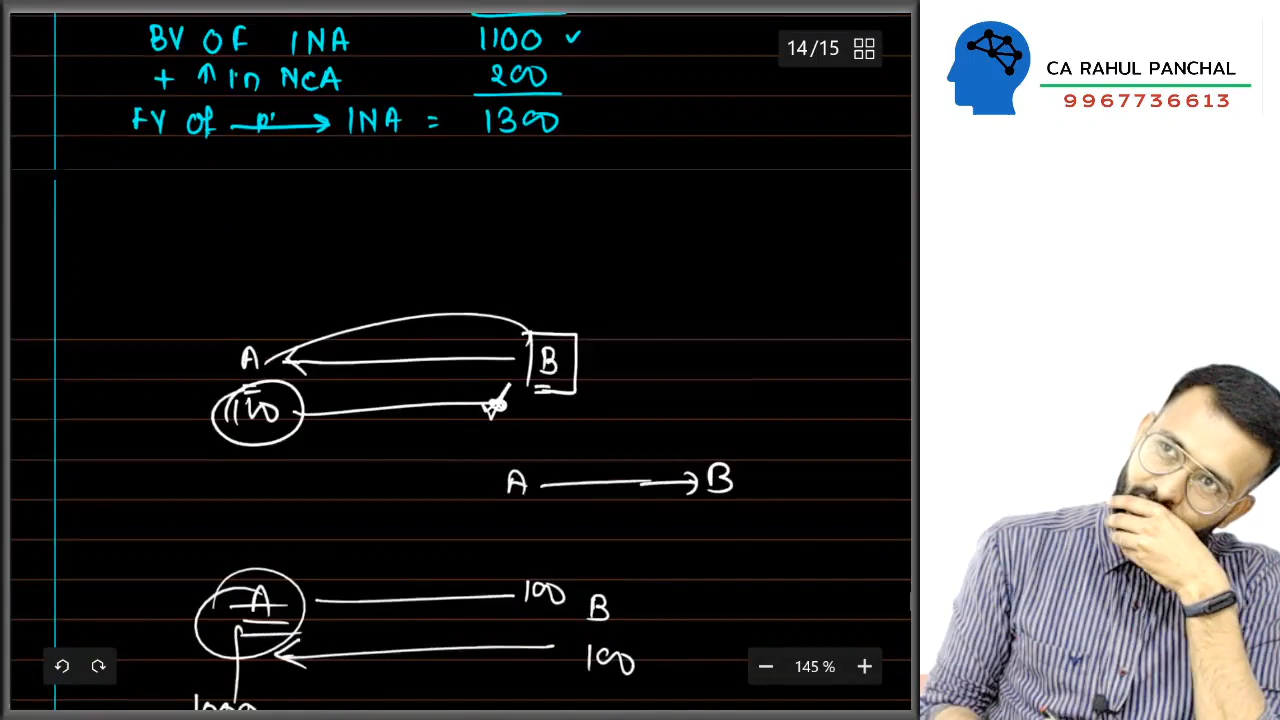 BV OF INA 1100 ✓
+ ↑ in NCA 200
FV of → INA = 1300
14/15
CA RAHUL PANCHAL
9967736613
A B
A → B
A 100 B
100
1000
− 145 % +